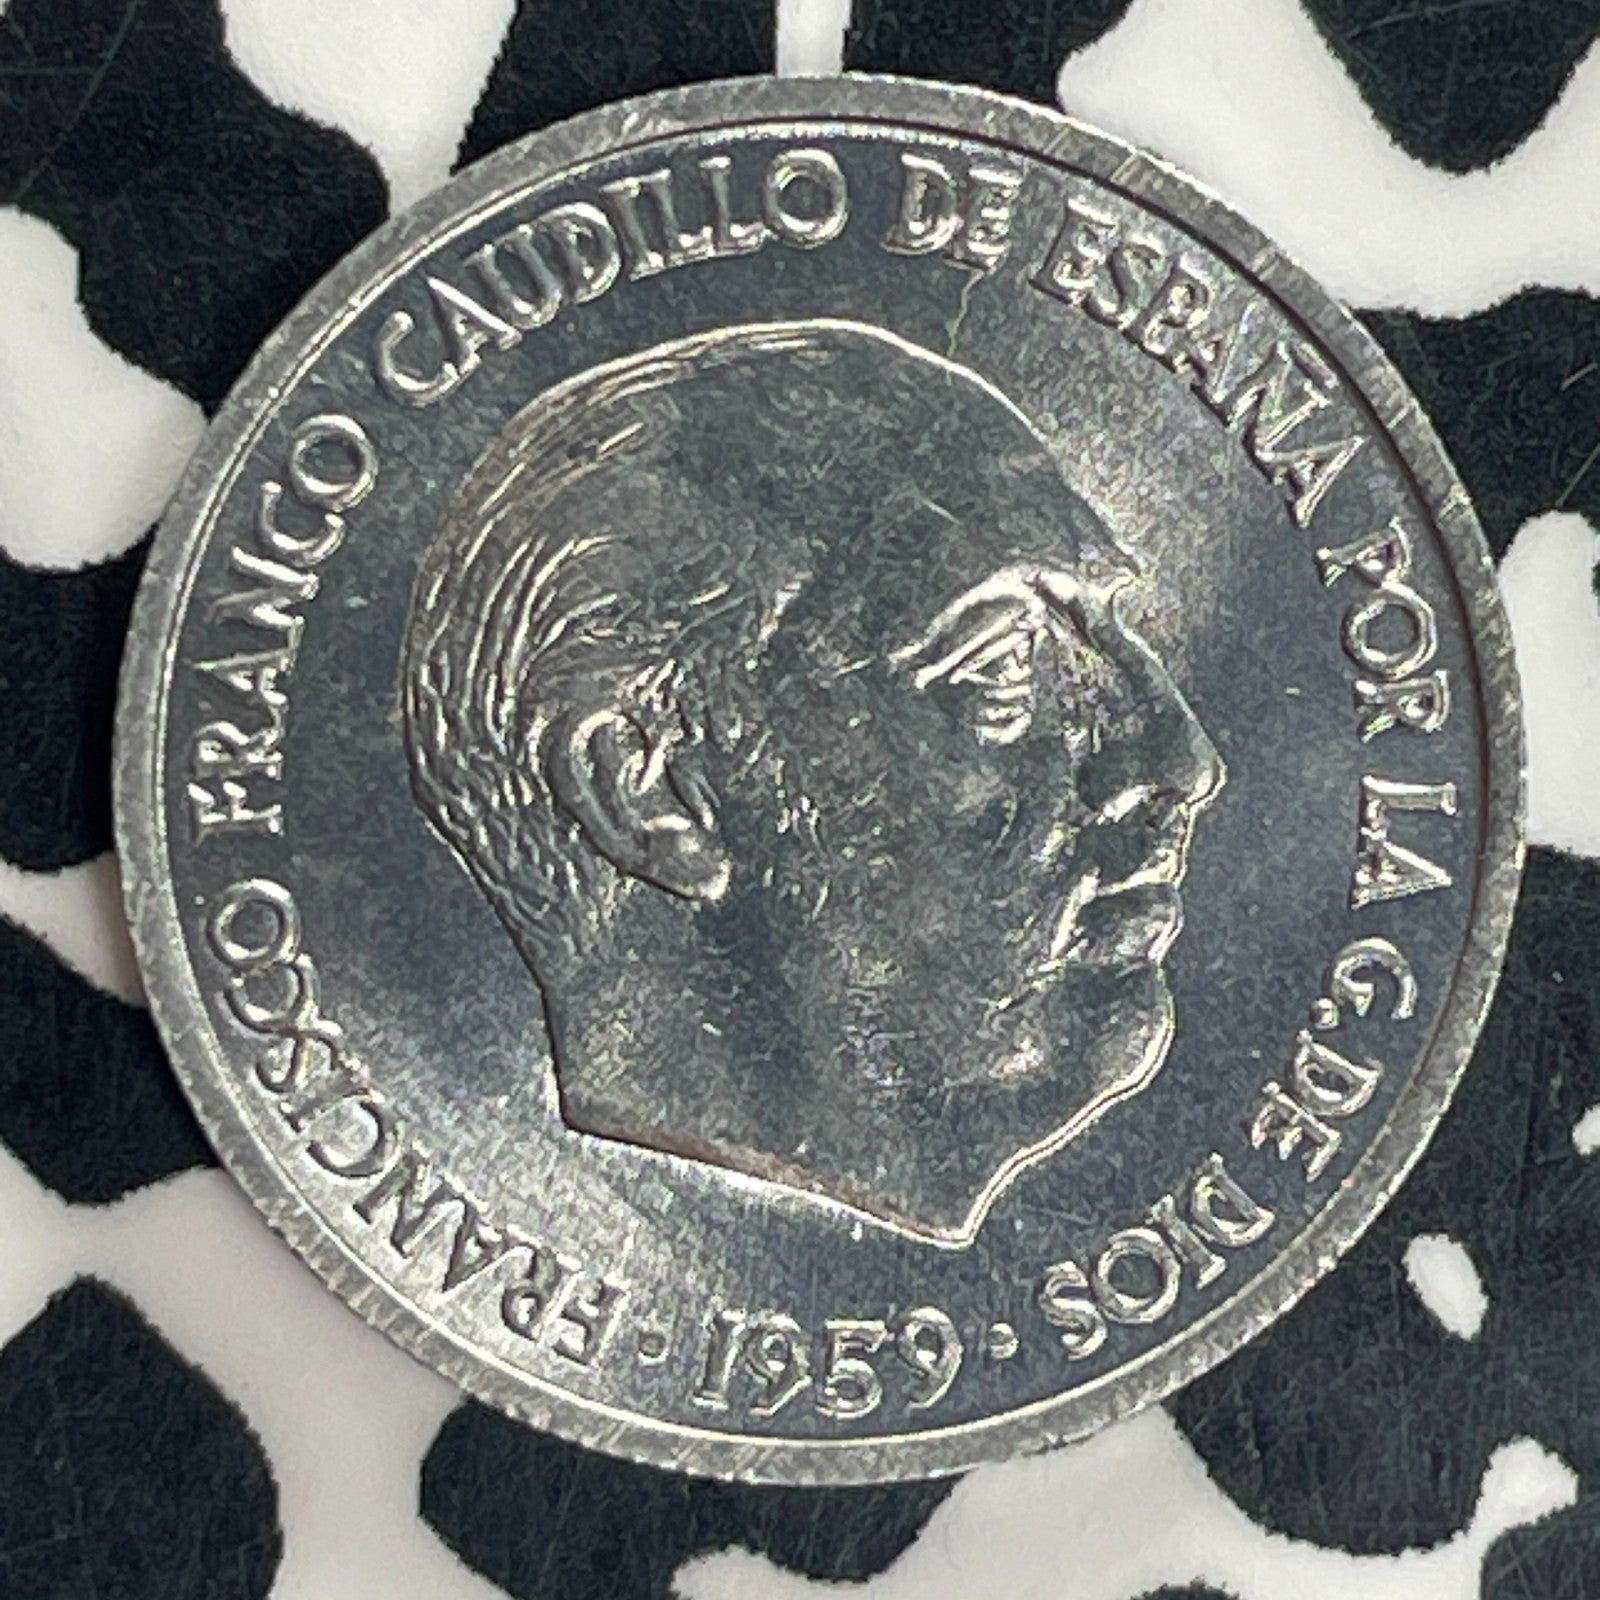 FRANCISCO FRANCO CAUDILLO DE ESPAÑA POR LA G. DE DIOS
· 1959 ·